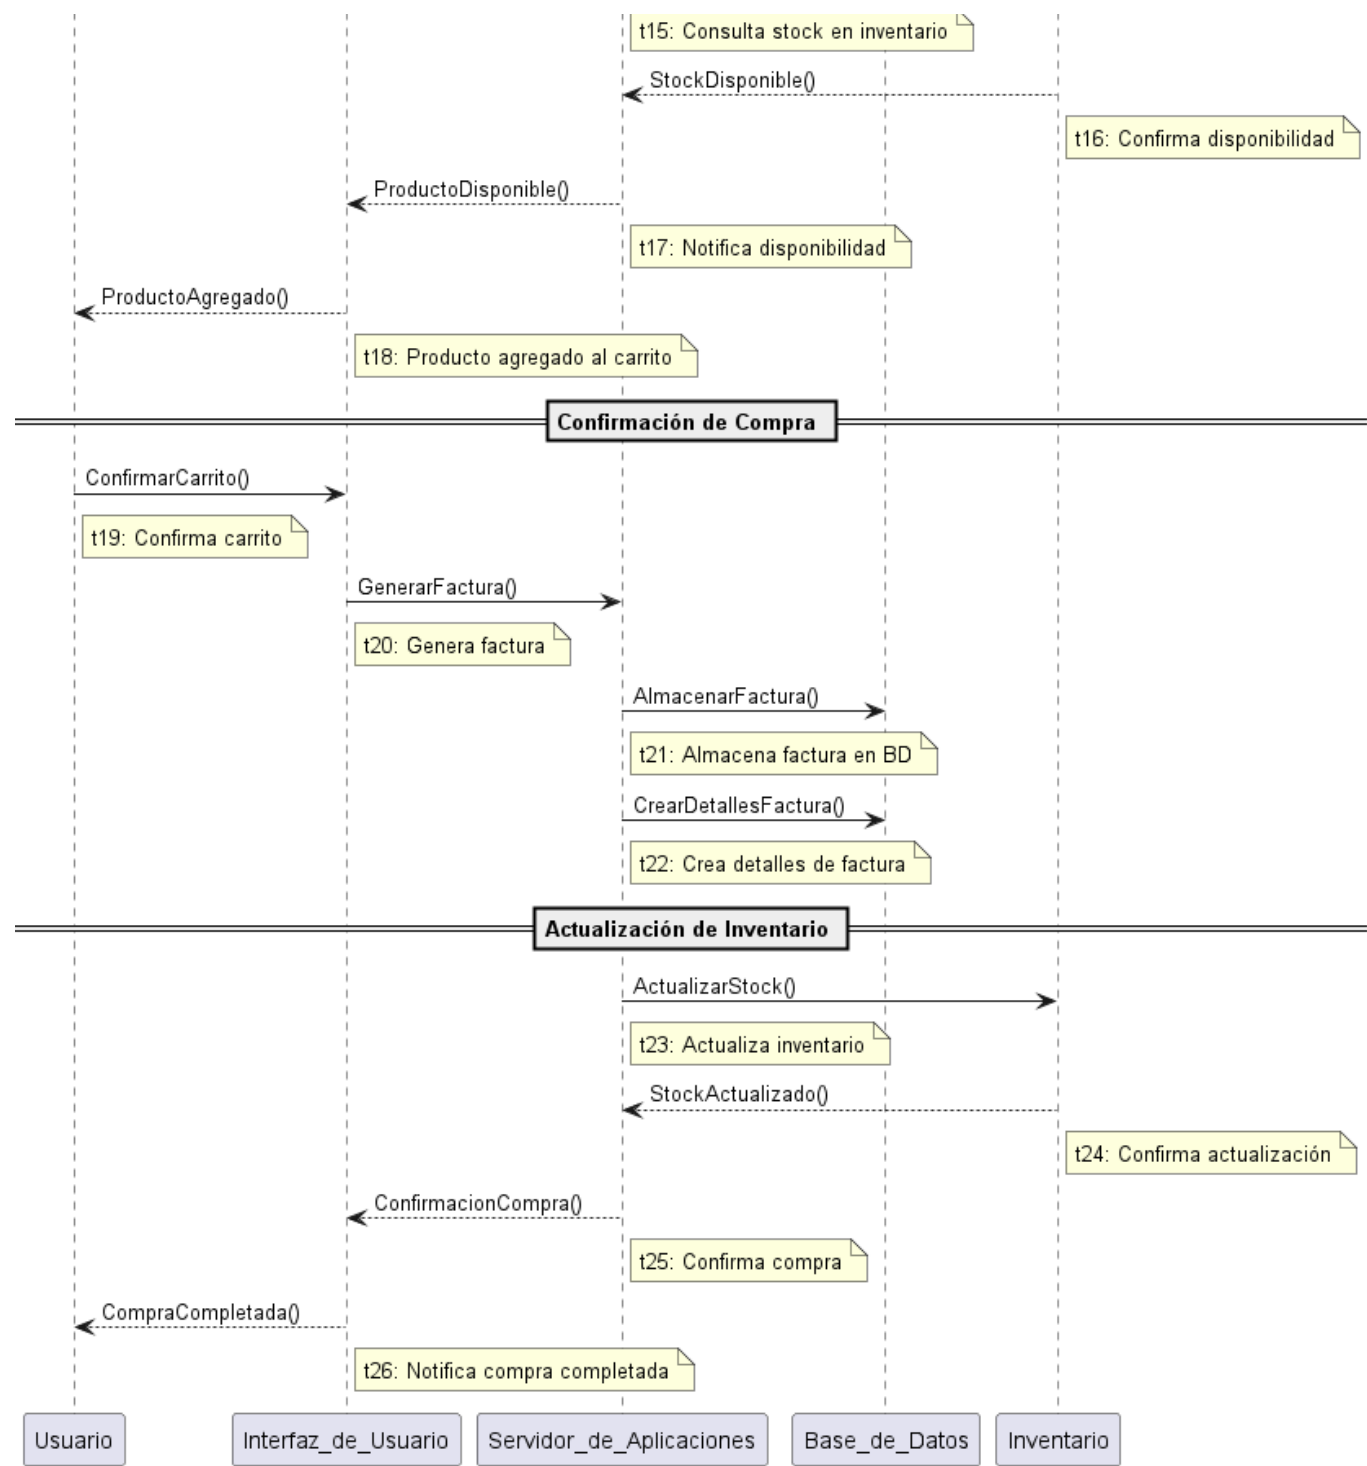 t15: Consulta stock en inventario
StockDisponible()
t16: Confirma disponibilidad
ProductoDisponible()
t17: Notifica disponibilidad
ProductoAgregado()
t18: Producto agregado al carrito
Confirmación de Compra
ConfirmarCarrito()
t19: Confirma carrito
GenerarFactura()
t20: Genera factura
AlmacenarFactura()
t21: Almacena factura en BD
CrearDetallesFactura()
t22: Crea detalles de factura
Actualización de Inventario
ActualizarStock()
t23: Actualiza inventario
StockActualizado()
t24: Confirma actualización
ConfirmacionCompra()
t25: Confirma compra
CompraCompletada()
t26: Notifica compra completada
Usuario
Interfaz_de_Usuario
Servidor_de_Aplicaciones
Base_de_Datos
Inventario